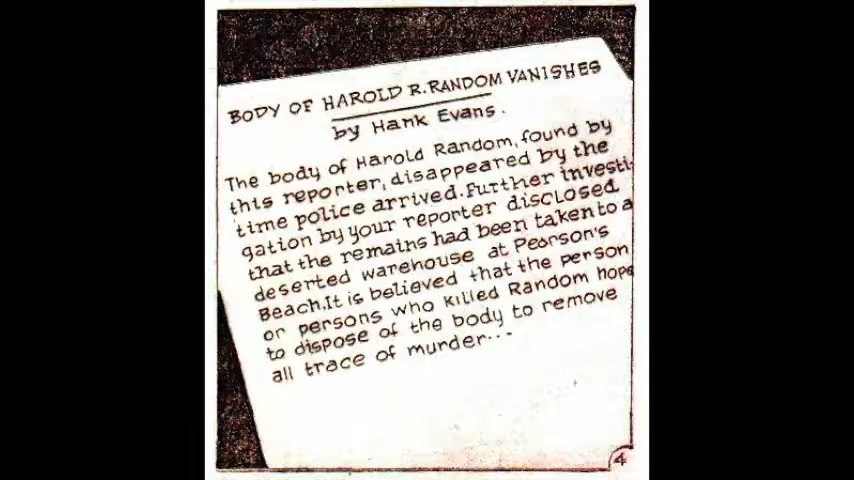 BODY OF HAROLD R. RANDOM VANISHES
by Hank Evans.
The body of Harold Random, found by
this reporter, disappeared by the
time police arrived. Further investi-
gation by your reporter disclosed
that the remains had been taken to a
deserted warehouse at Pearson's
Beach. It is believed that the person
or persons who killed Random hope
to dispose of the body to remove
all trace of murder...
4